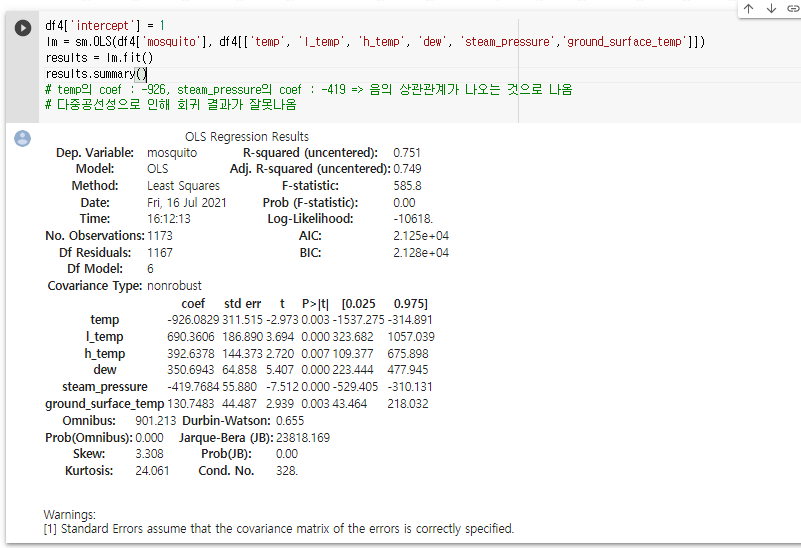 df4['intercept'] = 1
lm = sm.OLS(df4['mosquito'], df4[['temp', 'l_temp', 'h_temp', 'dew', 'steam_pressure','ground_surface_temp']])
results = lm.fit()
results.summary()
# temp의 coef : -926, steam_pressure의 coef : -419 => 음의 상관관계가 나오는 것으로 나옴
# 다중공선성으로 인해 회귀 결과가 잘못나옴
OLS Regression Results
Dep. Variable: mosquito R-squared (uncentered): 0.751
Model: OLS Adj. R-squared (uncentered): 0.749
Method: Least Squares F-statistic: 585.8
Date: Fri, 16 Jul 2021 Prob (F-statistic): 0.00
Time: 16:12:13 Log-Likelihood: -10618.
No. Observations: 1173 AIC: 2.125e+04
Df Residuals: 1167 BIC: 2.128e+04
Df Model: 6
Covariance Type: nonrobust
coef std err t P>|t| [0.025 0.975]
temp -926.0829 311.515 -2.973 0.003 -1537.275 -314.891
l_temp 690.3606 186.890 3.694 0.000 323.682 1057.039
h_temp 392.6378 144.373 2.720 0.007 109.377 675.898
dew 350.6943 64.858 5.407 0.000 223.444 477.945
steam_pressure -419.7684 55.880 -7.512 0.000 -529.405 -310.131
ground_surface_temp 130.7483 44.487 2.939 0.003 43.464 218.032
Omnibus: 901.213 Durbin-Watson: 0.655
Prob(Omnibus): 0.000 Jarque-Bera (JB): 23818.169
Skew: 3.308 Prob(JB): 0.00
Kurtosis: 24.061 Cond. No. 328.
Warnings:
[1] Standard Errors assume that the covariance matrix of the errors is correctly specified.